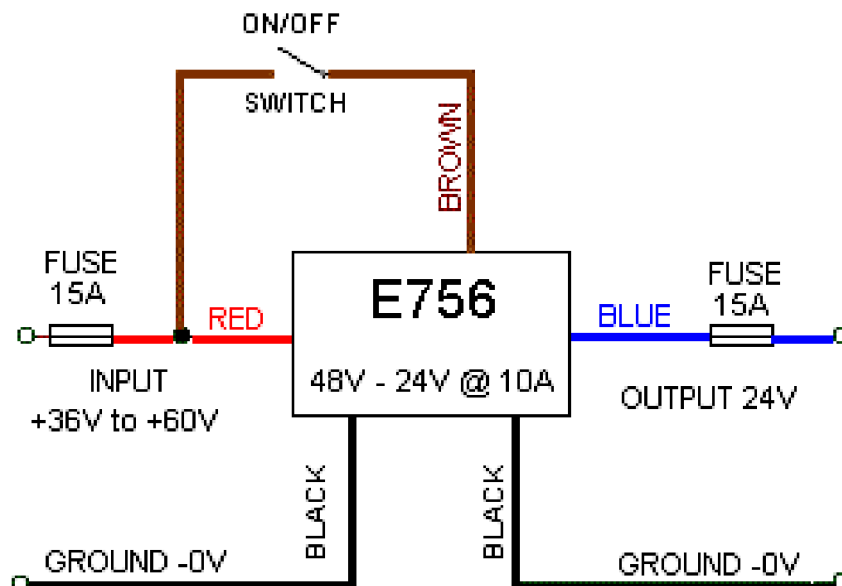 ON/OFF
SWITCH
BROWN
FUSE
15A
RED
E756
48V - 24V @ 10A
BLUE
FUSE
15A
INPUT
+36V to +60V
OUTPUT 24V
BLACK
BLACK
GROUND -0V
GROUND -0V